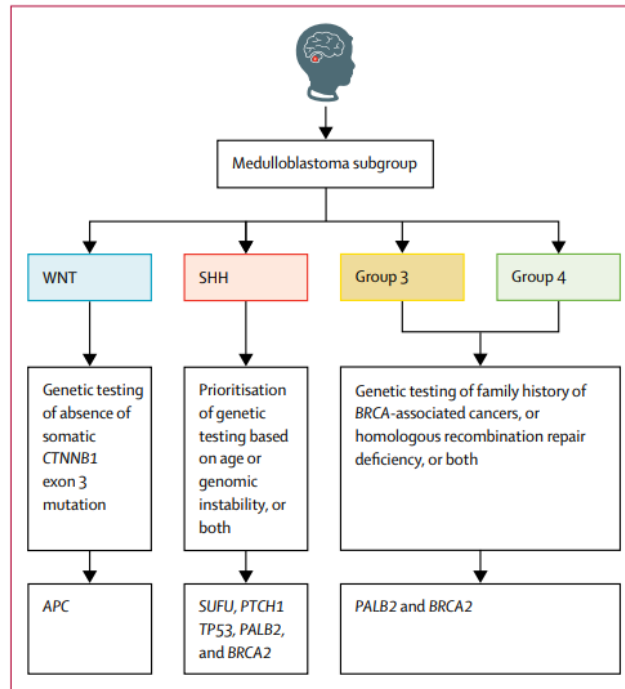 Medulloblastoma subgroup
WNT
SHH
Group 3
Group 4
Genetic testing
of absence of
somatic
CTNNB1
exon 3
mutation
Prioritisation
of genetic
testing based
on age or
genomic
instability, or
both
Genetic testing of family history of
BRCA-associated cancers, or
homologous recombination repair
deficiency, or both
APC
SUFU, PTCH1
TP53, PALB2,
and BRCA2
PALB2 and BRCA2